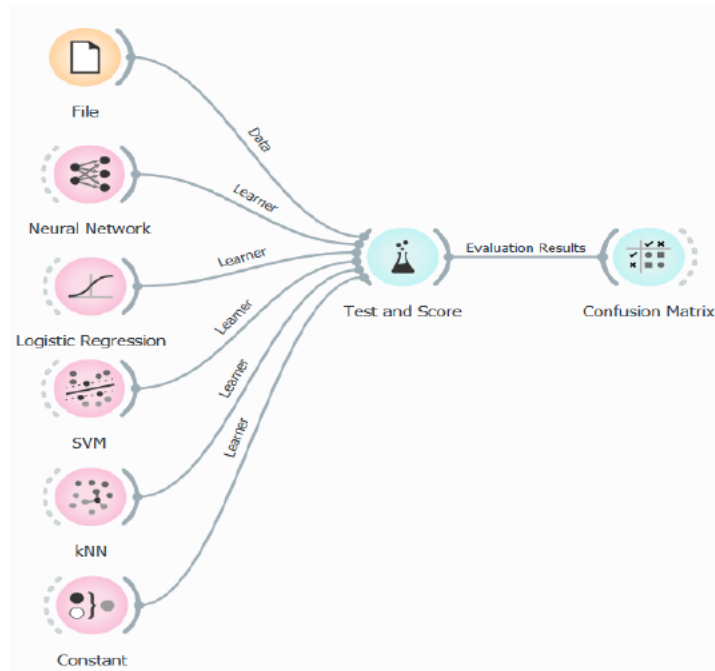 File
Data
Neural Network
Learner
Logistic Regression
Learner
SVM
Learner
kNN
Learner
Constant
Learner
Test and Score
Evaluation Results
Confusion Matrix